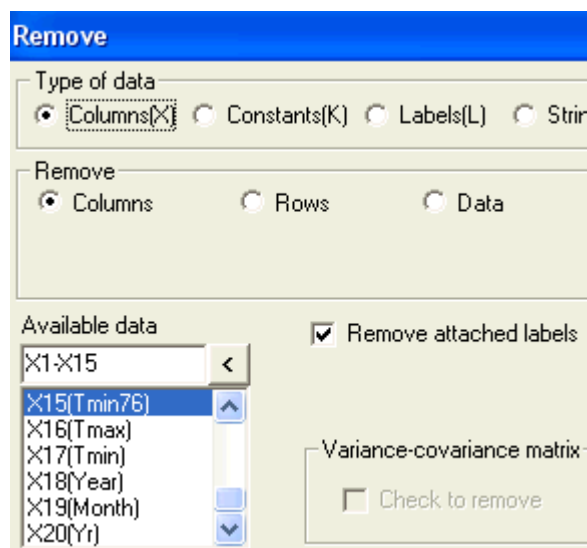 Remove
Type of data
Columns(X) Constants(K) Labels(L)
Remove
Columns Rows Data
Available data
Remove attached labels
X1-X15 <
X15(Tmin76)
X16(Tmax)
X17(Tmin)
X18(Year)
X19(Month)
X20(Yr)
Variance-covariance matrix
Check to remove